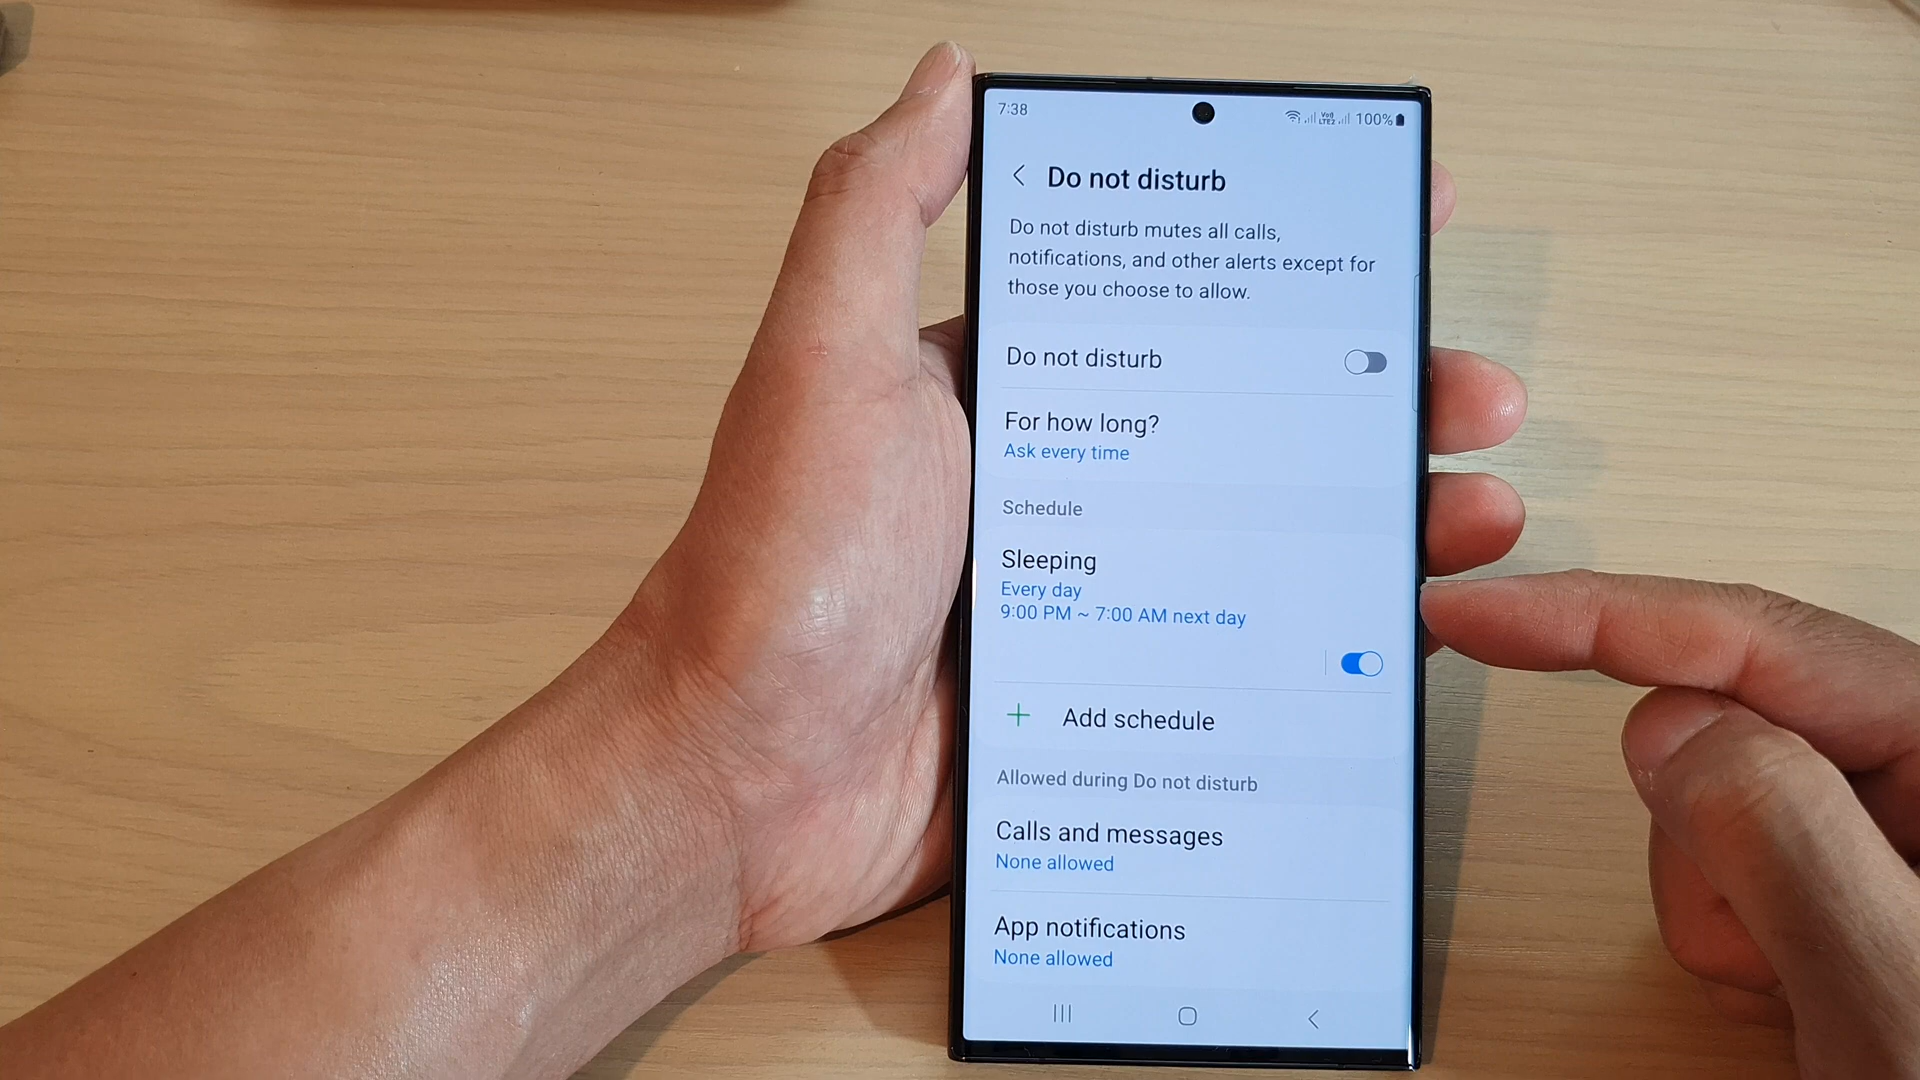 7:38
Vo)) LTE2 100%
Do not disturb
Do not disturb mutes all calls,
notifications, and other alerts except for
those you choose to allow.
Do not disturb
For how long?
Ask every time
Schedule
Sleeping
Every day
9:00 PM ~ 7:00 AM next day
Add schedule
Allowed during Do not disturb
Calls and messages
None allowed
App notifications
None allowed